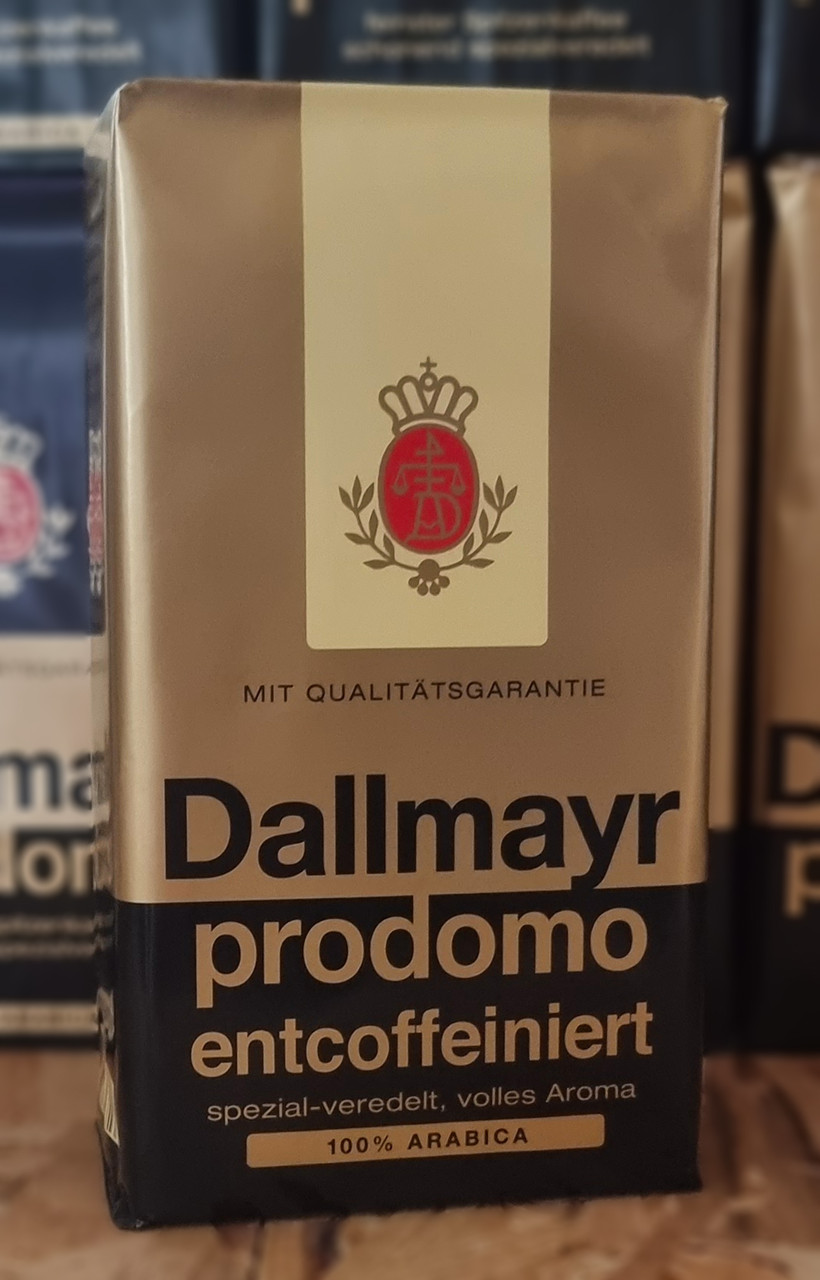 MIT QUALITÄTSGARANTIE
Dallmayr
prodomo
entcoffeiniert
spezial-veredelt, volles Aroma
100% ARABICA